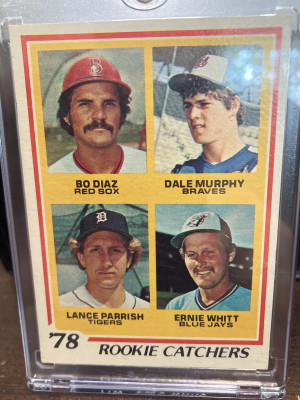 BO DIAZ
RED SOX
DALE MURPHY
BRAVES
LANCE PARRISH
TIGERS
ERNIE WHITT
BLUE JAYS
'78 ROOKIE CATCHERS